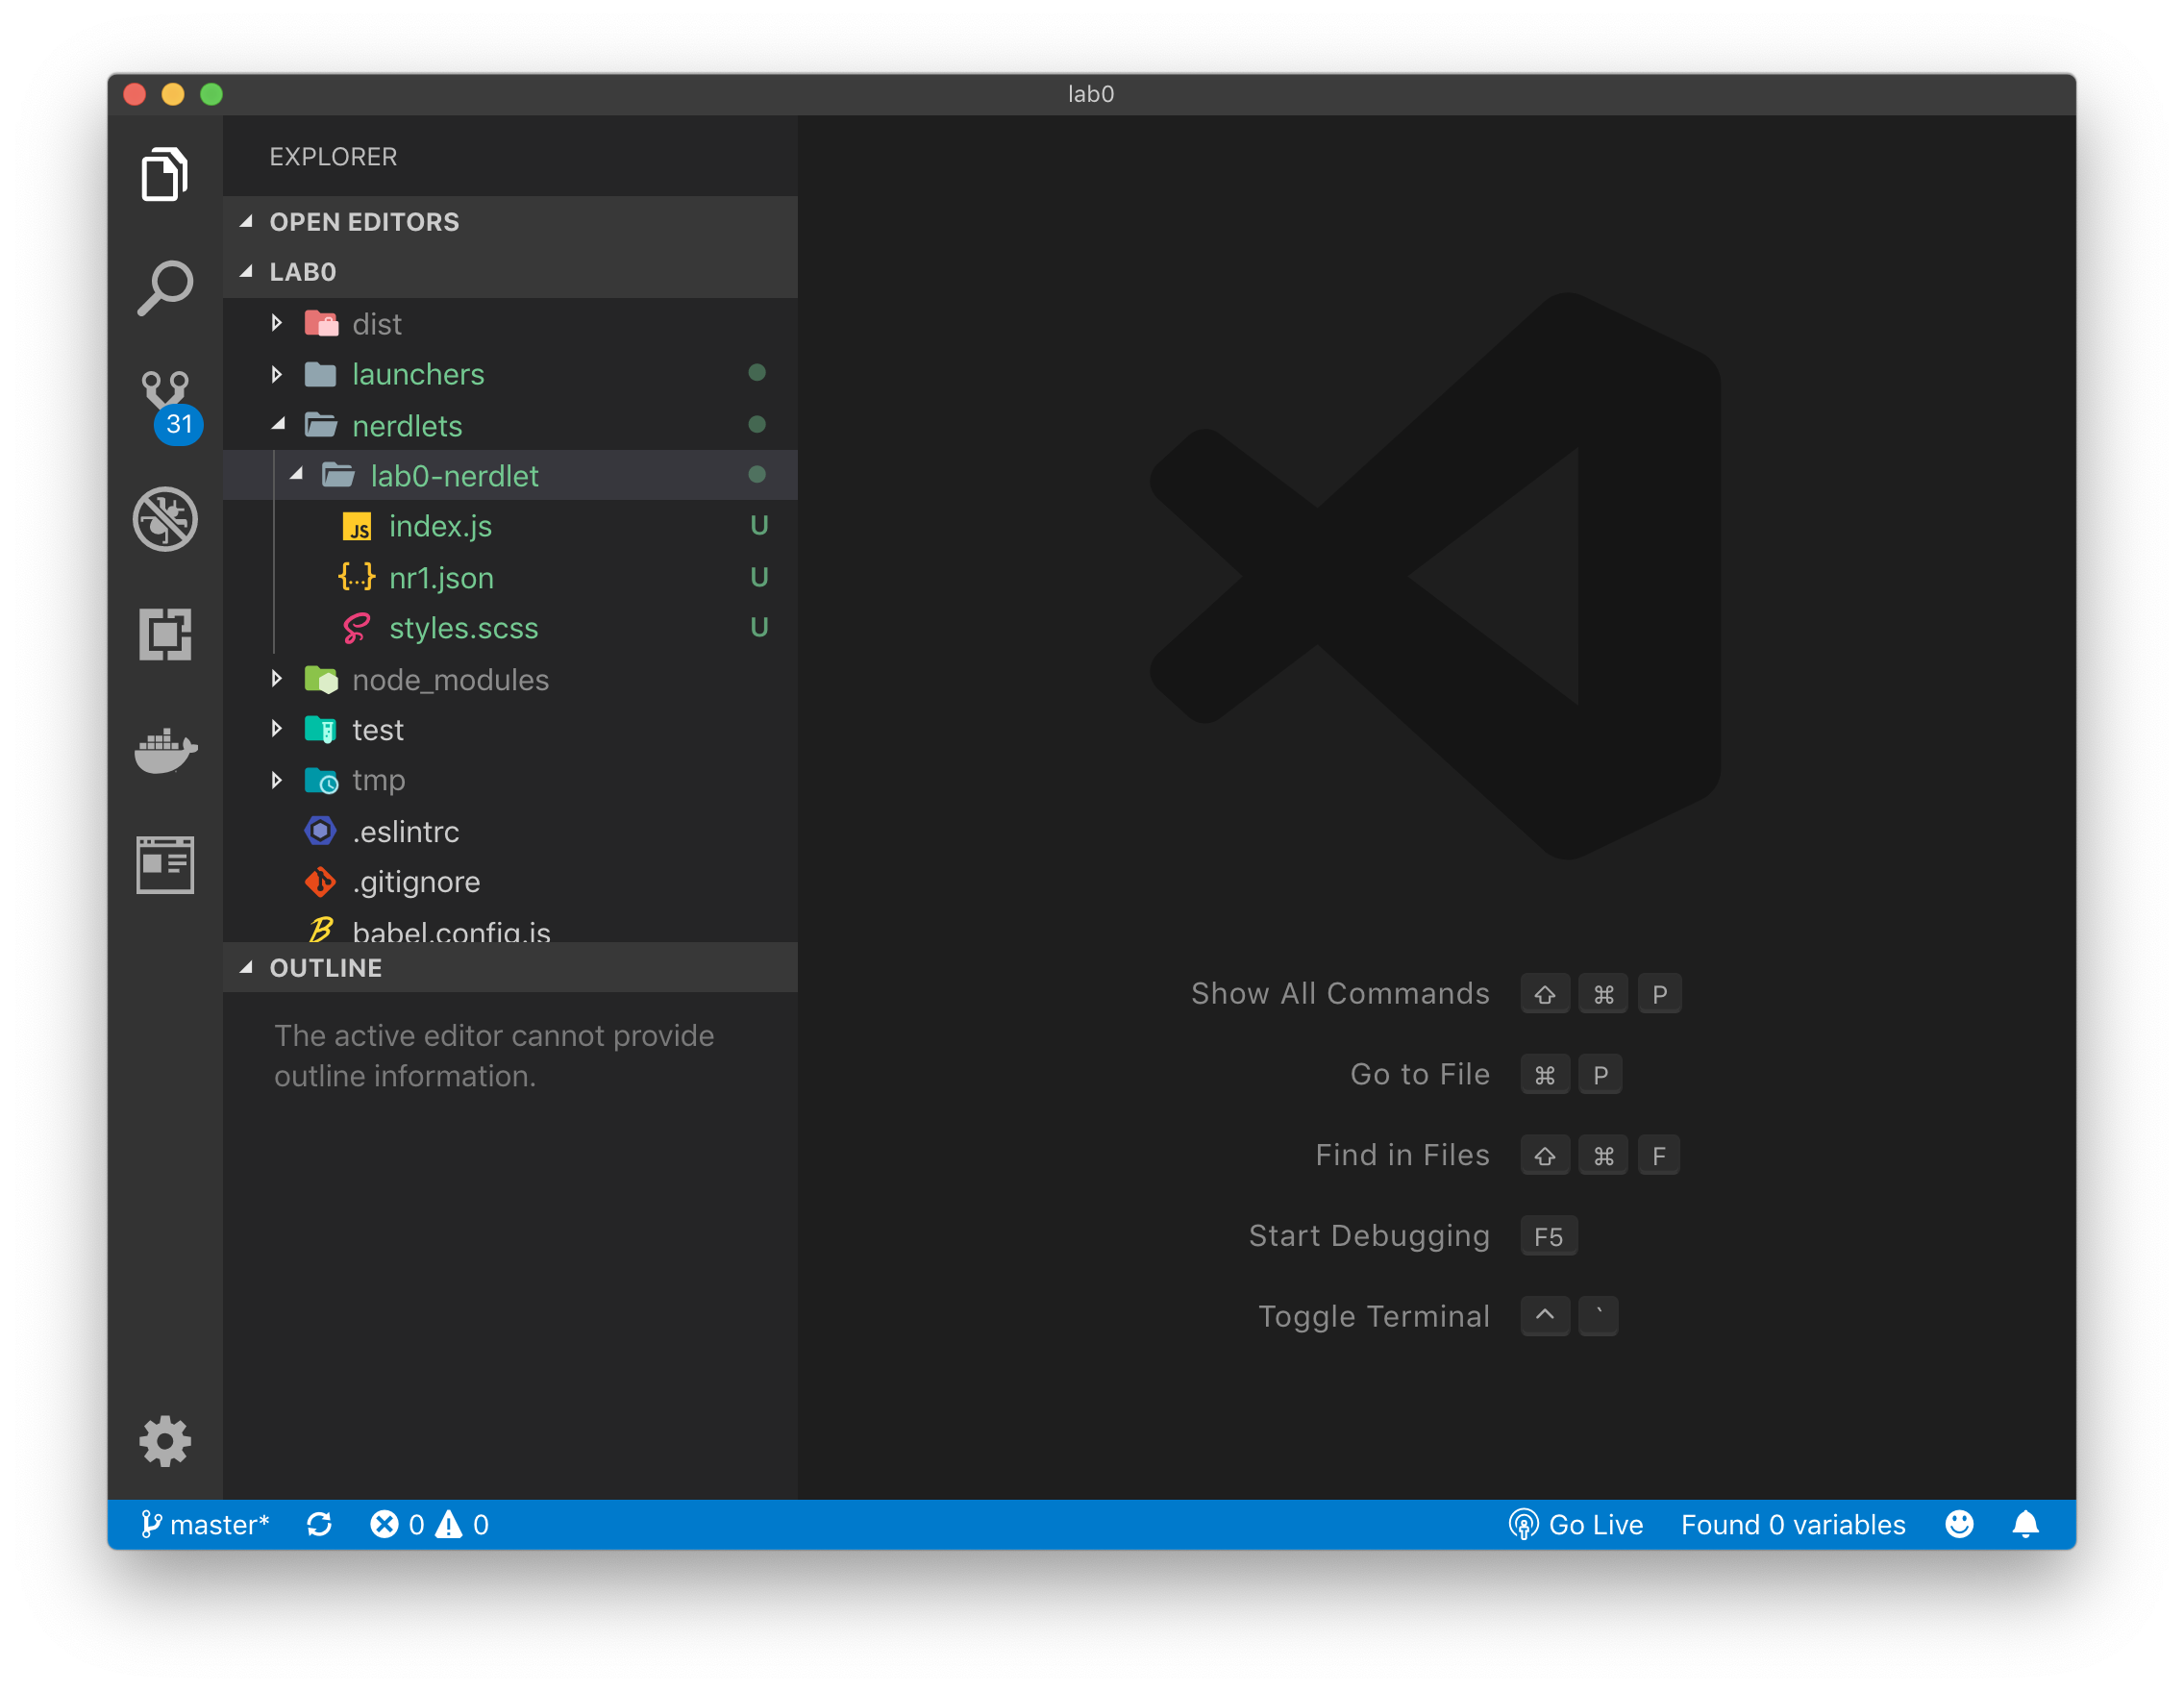 lab0
EXPLORER
OPEN EDITORS
LAB0
dist
launchers
31
nerdlets
lab0-nerdlet
JS index.js U
{...} nr1.json U
styles.scss U
node_modules
test
tmp
.eslintrc
.gitignore
babel.config.js
OUTLINE
The active editor cannot provide
outline information.
Show All Commands ⇧ ⌘ P
Go to File ⌘ P
Find in Files ⇧ ⌘ F
Start Debugging F5
Toggle Terminal ^ `
master* 0 0 Go Live Found 0 variables